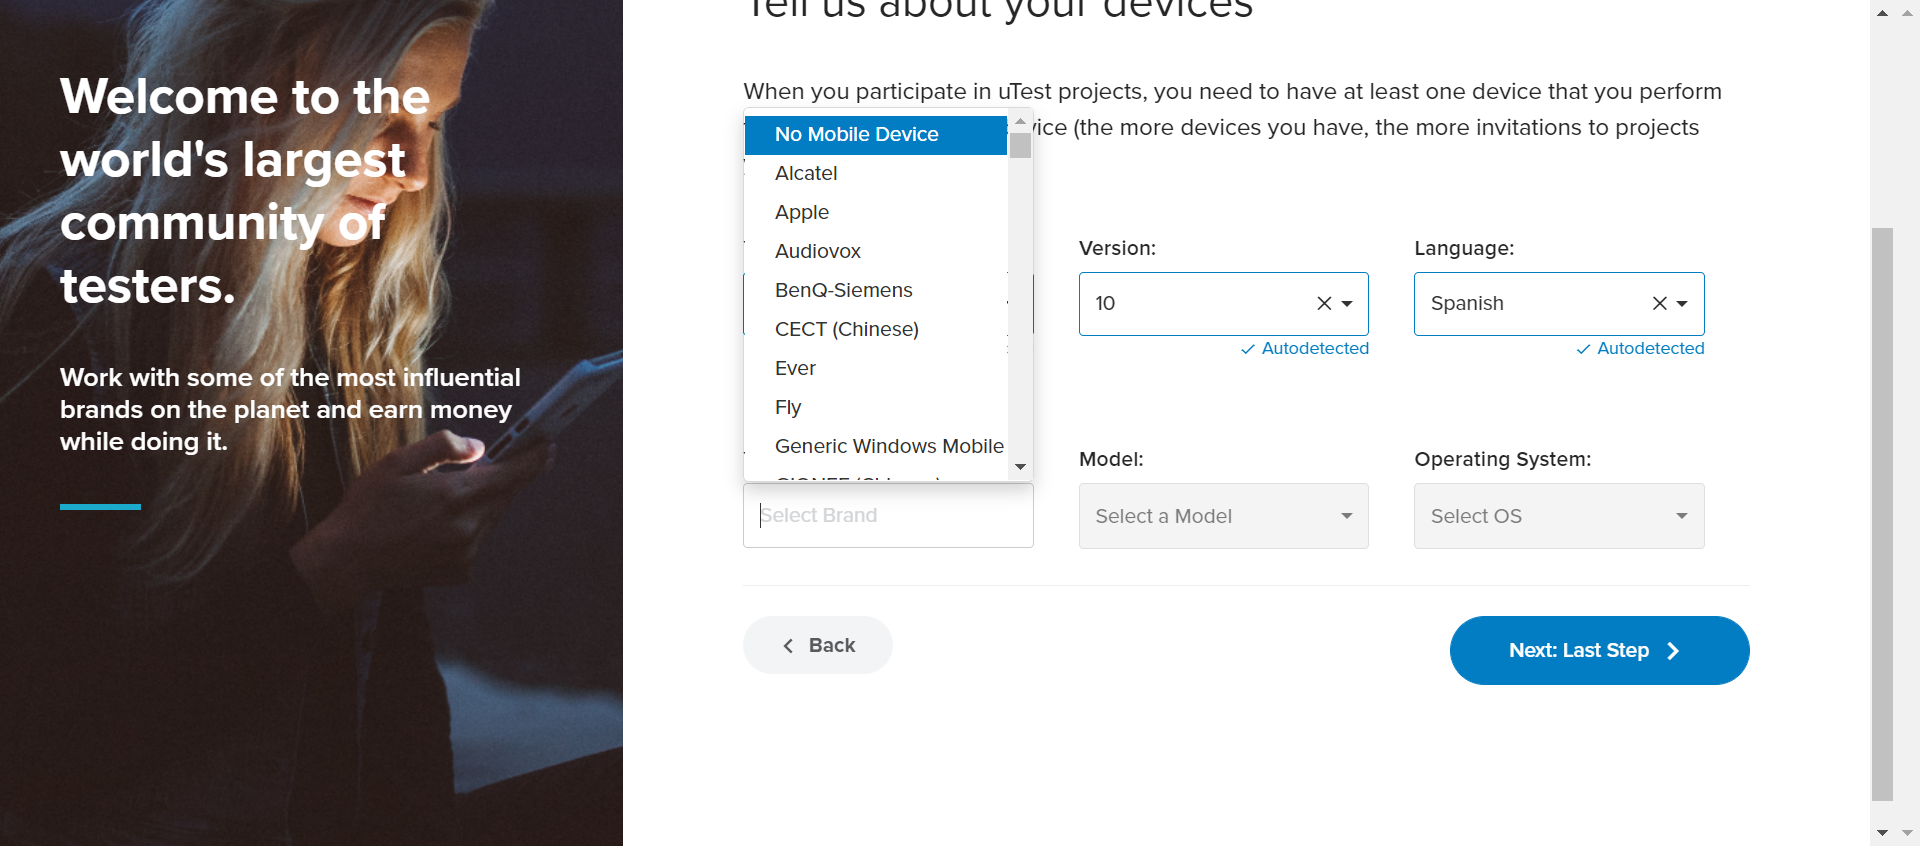 Welcome to the
world's largest
community of
testers.
Work with some of the most influential
brands on the planet and earn money
while doing it.
Tell us about your devices
When you participate in uTest projects, you need to have at least one device that you perform
vice (the more devices you have, the more invitations to projects
No Mobile Device
Alcatel
Apple
Audiovox
BenQ-Siemens
CECT (Chinese)
Ever
Fly
Generic Windows Mobile
Version:
10
Autodetected
Language:
Spanish
Autodetected
Select Brand
Model:
Select a Model
Operating System:
Select OS
Back
Next: Last Step